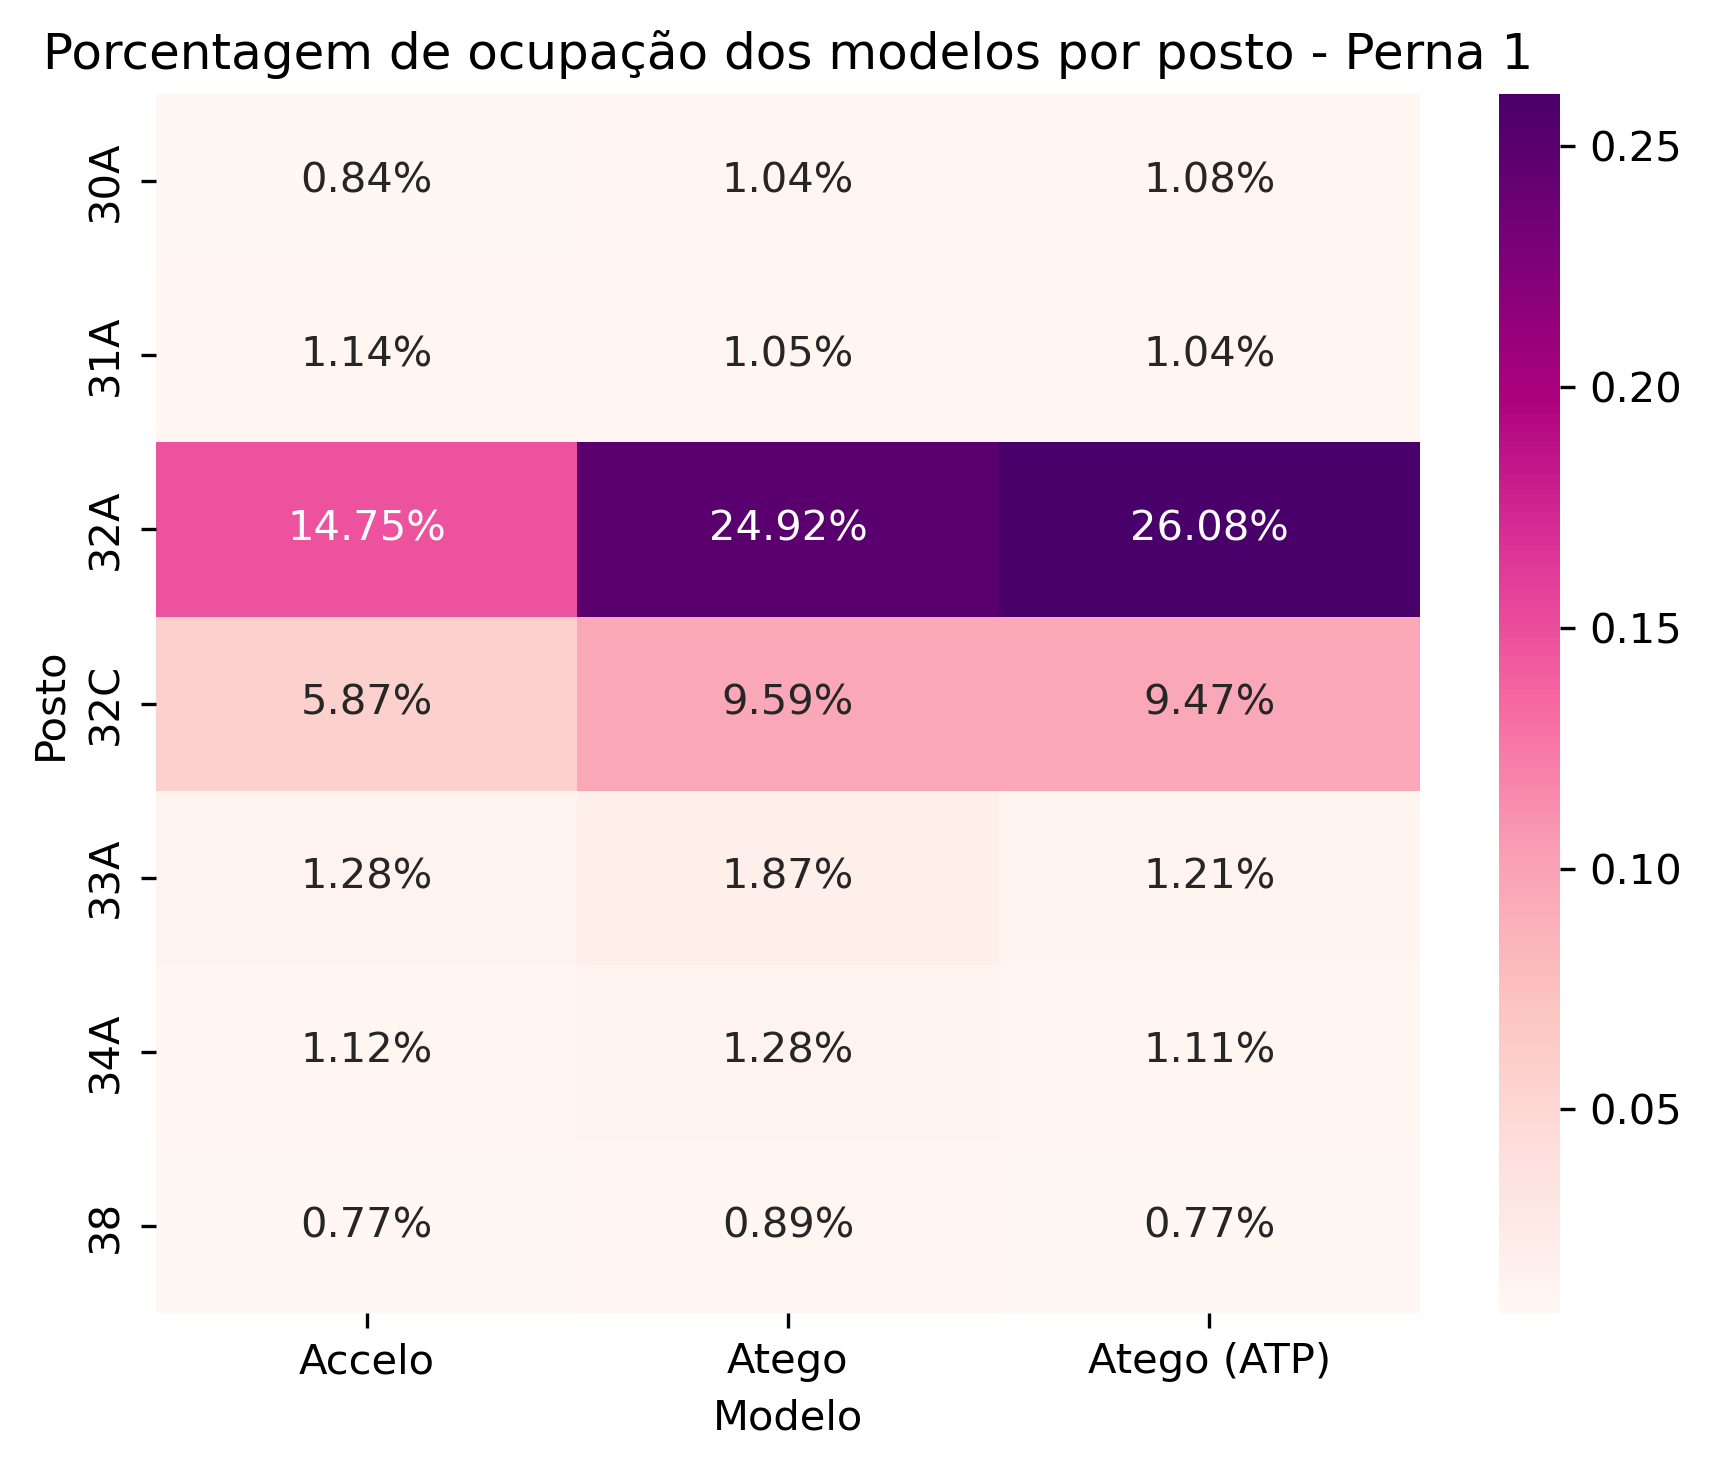 Porcentagem de ocupação dos modelos por posto - Perna 1
30A 0.84% 1.04% 1.08%
31A 1.14% 1.05% 1.04%
32A 14.75% 24.92% 26.08%
32C 5.87% 9.59% 9.47%
33A 1.28% 1.87% 1.21%
34A 1.12% 1.28% 1.11%
38 0.77% 0.89% 0.77%
Posto
Accelo Atego Atego (ATP)
Modelo
0.25
0.20
0.15
0.10
0.05